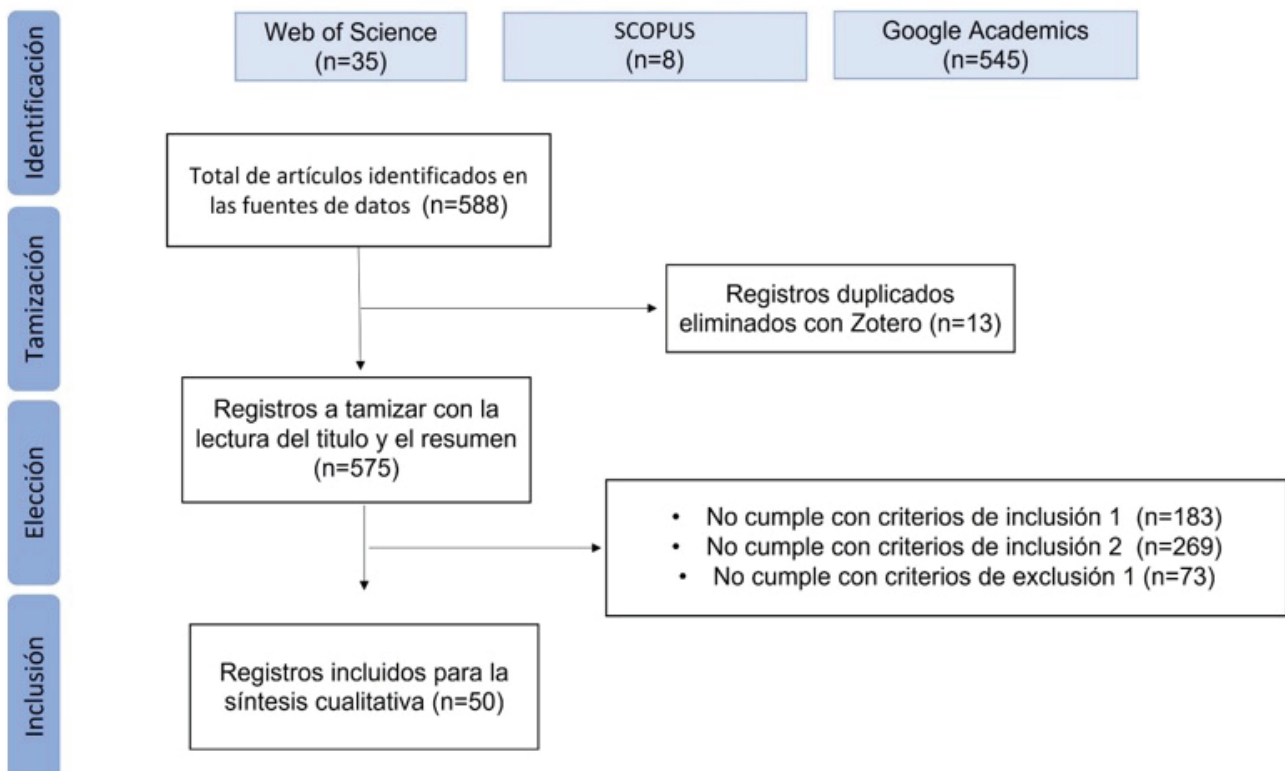 Identificación
Web of Science
(n=35)
SCOPUS
(n=8)
Google Academics
(n=545)
Total de artículos identificados en
las fuentes de datos (n=588)
Tamización
Registros duplicados
eliminados con Zotero (n=13)
Registros a tamizar con la
lectura del titulo y el resumen
(n=575)
Elección
• No cumple con criterios de inclusión 1 (n=183)
• No cumple con criterios de inclusión 2 (n=269)
• No cumple con criterios de exclusión 1 (n=73)
Inclusión
Registros incluidos para la
síntesis cualitativa (n=50)